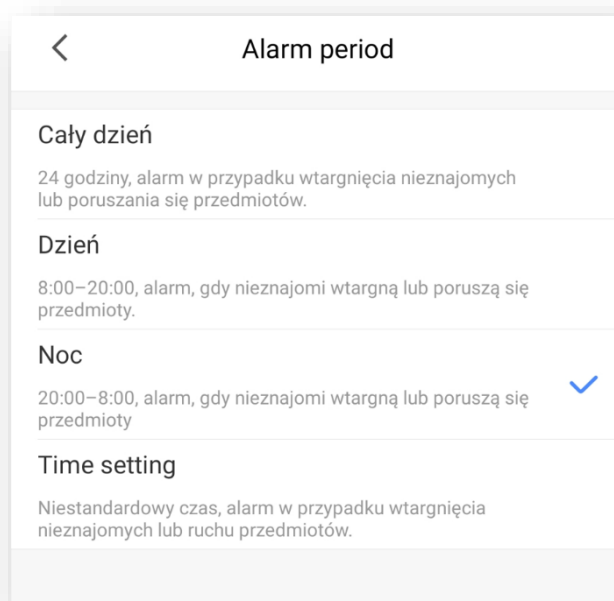 Alarm period
Cały dzień
24 godziny, alarm w przypadku wtargnięcia nieznajomych
lub poruszania się przedmiotów.
Dzień
8:00–20:00, alarm, gdy nieznajomi wtargną lub poruszą się
przedmioty.
Noc
20:00–8:00, alarm, gdy nieznajomi wtargną lub poruszą się
przedmioty
Time setting
Niestandardowy czas, alarm w przypadku wtargnięcia
nieznajomych lub ruchu przedmiotów.